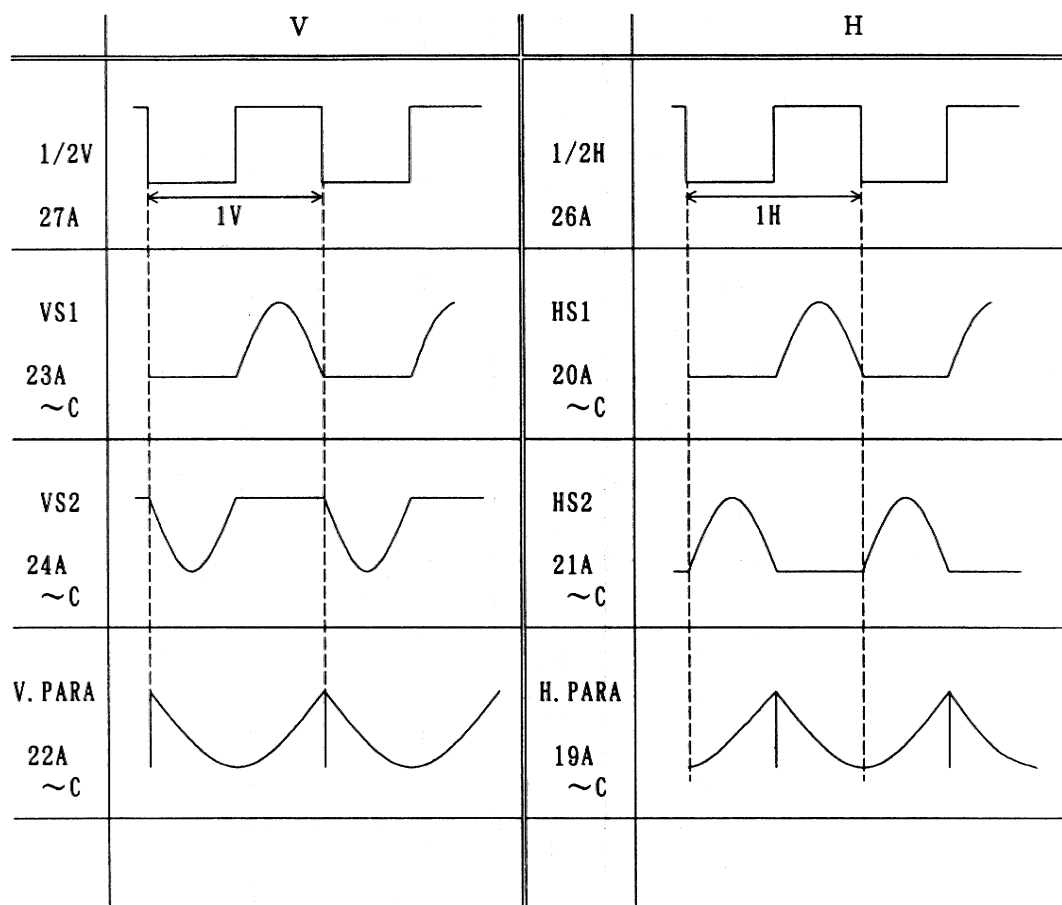 V
H
1/2V
27A
1V
1/2H
26A
1H
VS1
23A
～C
HS1
20A
～C
VS2
24A
～C
HS2
21A
～C
V. PARA
22A
～C
H. PARA
19A
～C